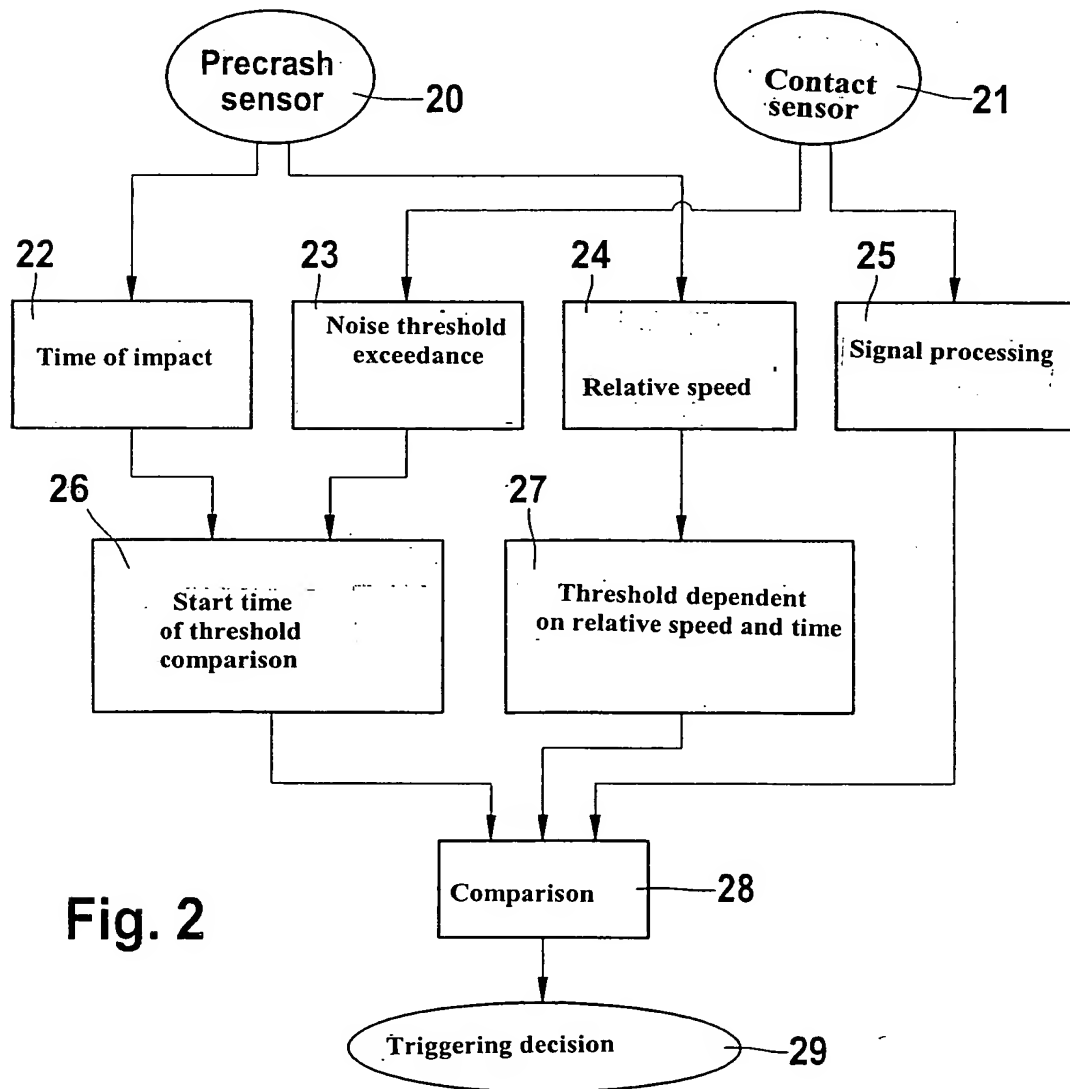 Precrash
sensor
20
Contact
sensor
21
22
Time of impact
23
Noise threshold
exceedance
24
Relative speed
25
Signal processing
26
Start time
of threshold
comparison
27
Threshold dependent
on relative speed and time
Comparison
28
Fig. 2
Triggering decision
29